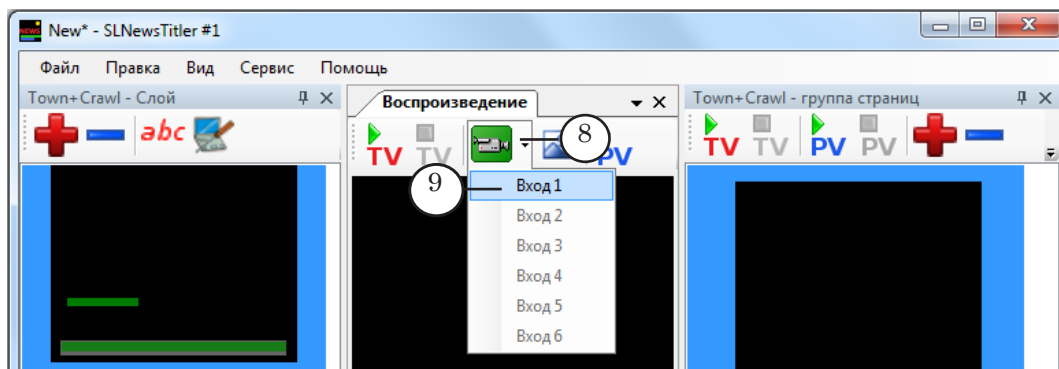 NEWS New* - SLNewsTitler #1
Файл Правка Вид Сервис Помощь
Town+Crawl - Слой
Воспроизведение
Town+Crawl - группа страниц
abc
TV TV PV
8
TV TV PV PV
9
Вход 1
Вход 2
Вход 3
Вход 4
Вход 5
Вход 6